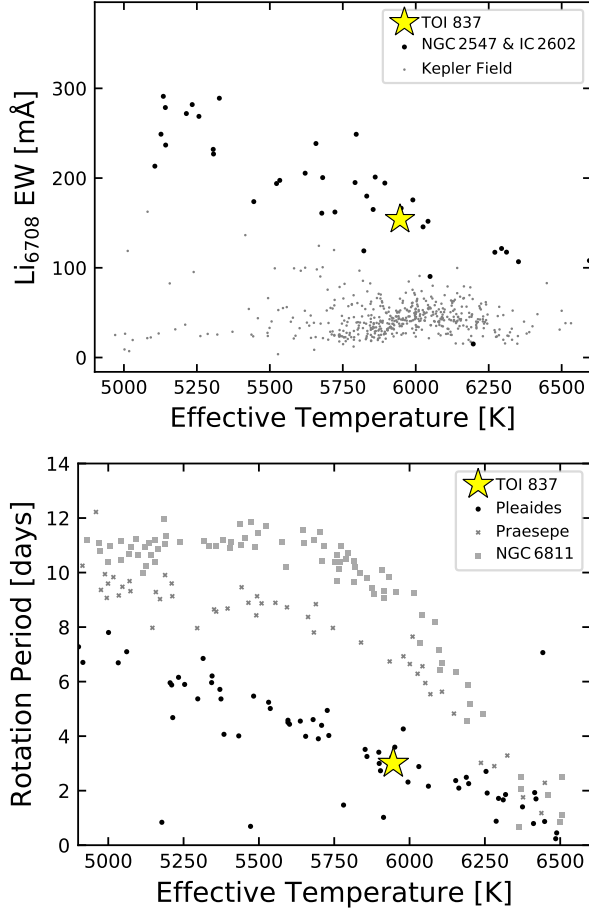 TOI 837
NGC 2547 & IC 2602
Kepler Field
300
200
100
0
Li6708 EW [mÅ]
5000 5250 5500 5750 6000 6250 6500
Effective Temperature [K]
14
TOI 837
Pleaides
Praesepe
NGC 6811
12
10
8
6
4
2
0
Rotation Period [days]
5000 5250 5500 5750 6000 6250 6500
Effective Temperature [K]